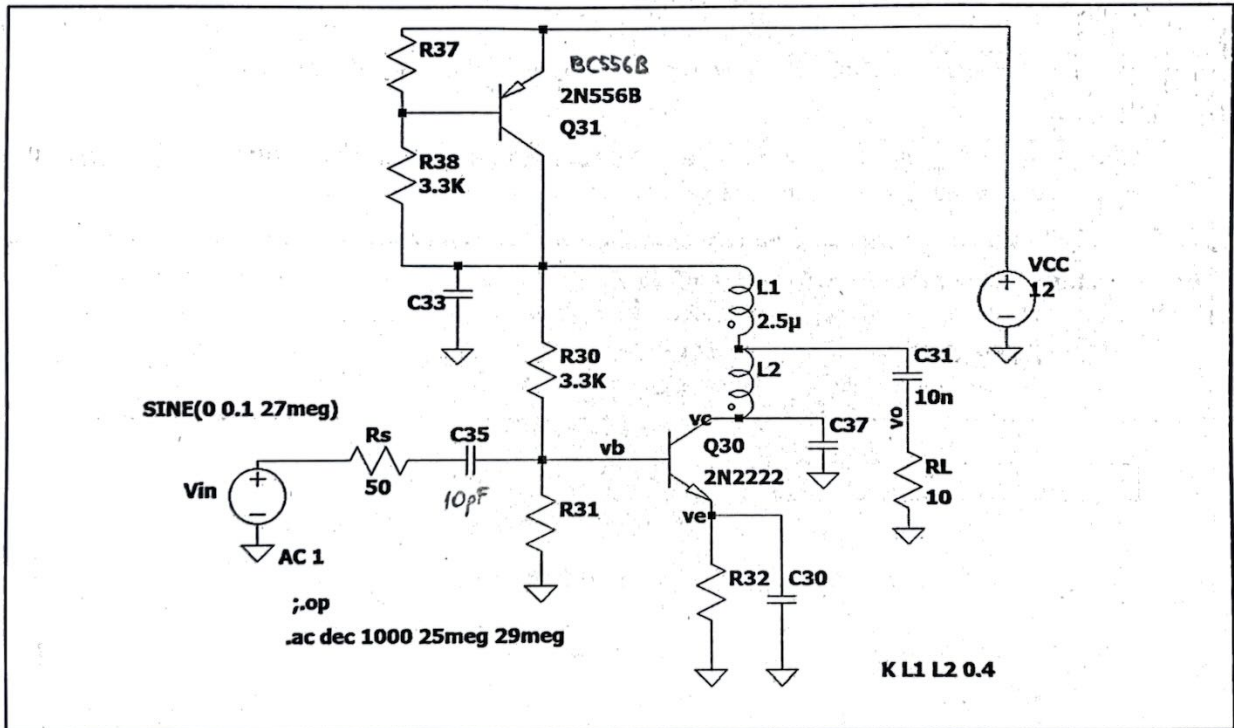 R37
BC556B
2N556B
Q31
R38
3.3K
VCC
12
C33
L1
2.5µ
R30
3.3K
L2
C31
10n
SINE(0 0.1 27meg)
Rs
50
C35
10pF
vb
vc
Q30
2N2222
C37
vo
RL
10
Vin
R31
ve
R32
C30
AC 1
;.op
.ac dec 1000 25meg 29meg
K L1 L2 0.4